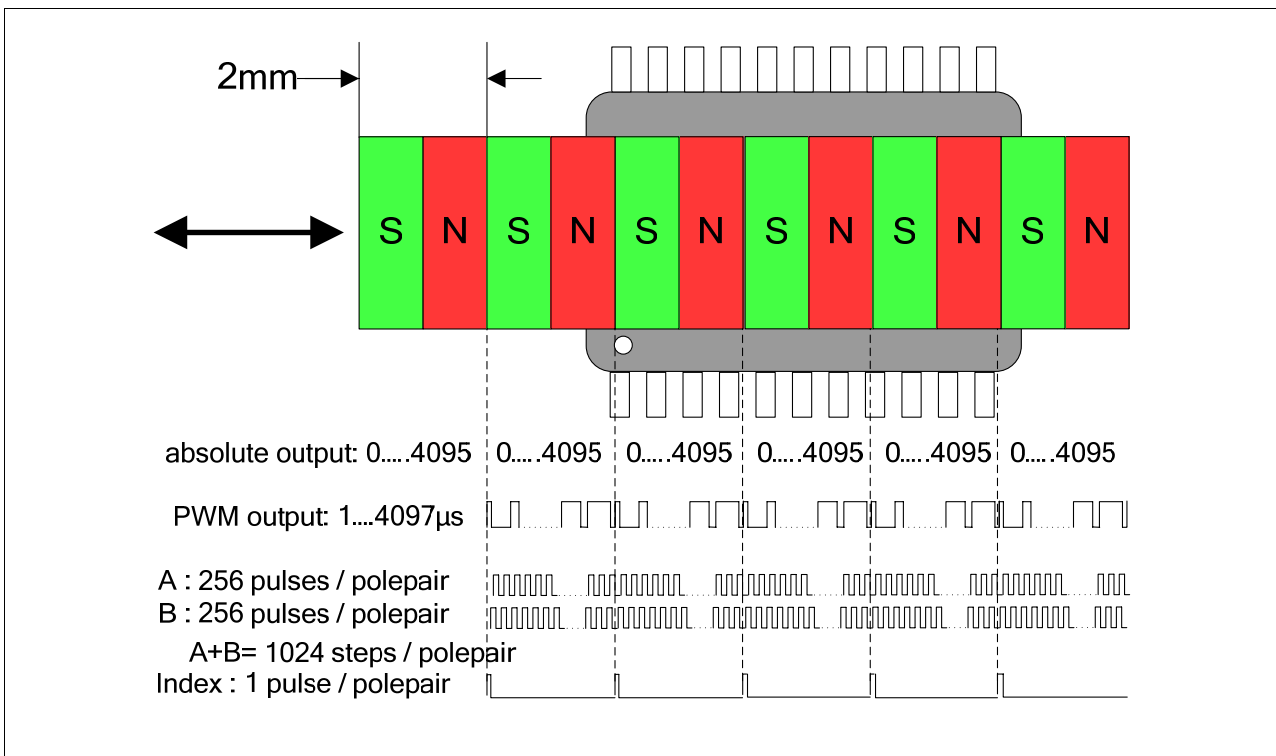 2mm
S N S N S N S N S N S N
absolute output: 0.....4095 0.....4095 0.....4095 0.....4095 0.....4095 0.....4095
PWM output: 1....4097µs
A : 256 pulses / polepair
B : 256 pulses / polepair
A+B= 1024 steps / polepair
Index : 1 pulse / polepair